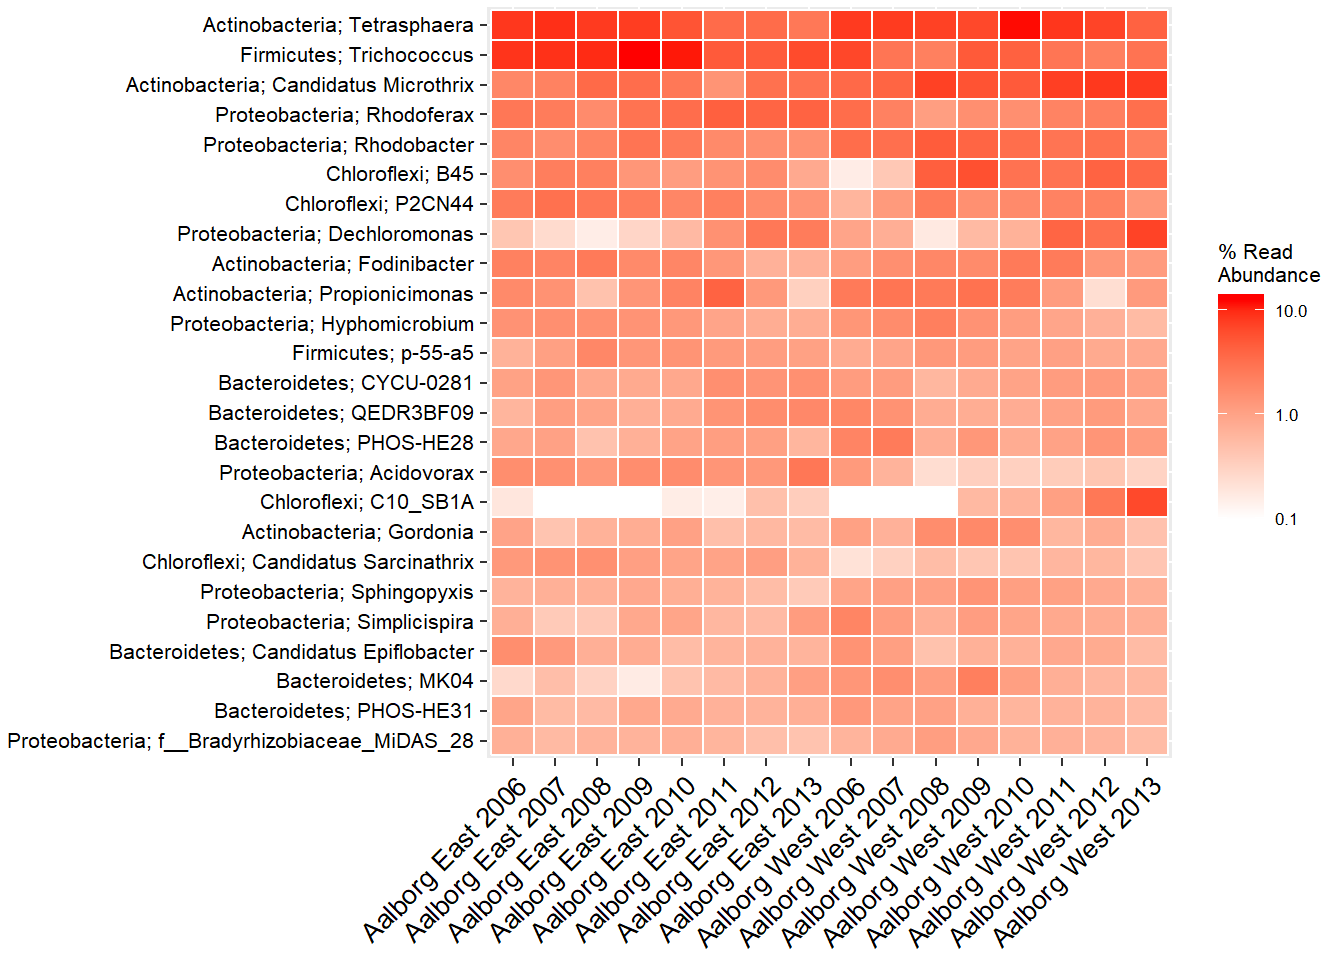 Actinobacteria; Tetrasphaera
Firmicutes; Trichococcus
Actinobacteria; Candidatus Microthrix
Proteobacteria; Rhodoferax
Proteobacteria; Rhodobacter
Chloroflexi; B45
Chloroflexi; P2CN44
Proteobacteria; Dechloromonas
Actinobacteria; Fodinibacter
Actinobacteria; Propionicimonas
Proteobacteria; Hyphomicrobium
Firmicutes; p-55-a5
Bacteroidetes; CYCU-0281
Bacteroidetes; QEDR3BF09
Bacteroidetes; PHOS-HE28
Proteobacteria; Acidovorax
Chloroflexi; C10_SB1A
Actinobacteria; Gordonia
Chloroflexi; Candidatus Sarcinathrix
Proteobacteria; Sphingopyxis
Proteobacteria; Simplicispira
Bacteroidetes; Candidatus Epiflobacter
Bacteroidetes; MK04
Bacteroidetes; PHOS-HE31
Proteobacteria; f__Bradyrhizobiaceae_MiDAS_28
Aalborg East 2006
Aalborg East 2007
Aalborg East 2008
Aalborg East 2009
Aalborg East 2010
Aalborg East 2011
Aalborg East 2012
Aalborg East 2013
Aalborg West 2006
Aalborg West 2007
Aalborg West 2008
Aalborg West 2009
Aalborg West 2010
Aalborg West 2011
Aalborg West 2012
Aalborg West 2013
% Read
Abundance
10.0
1.0
0.1